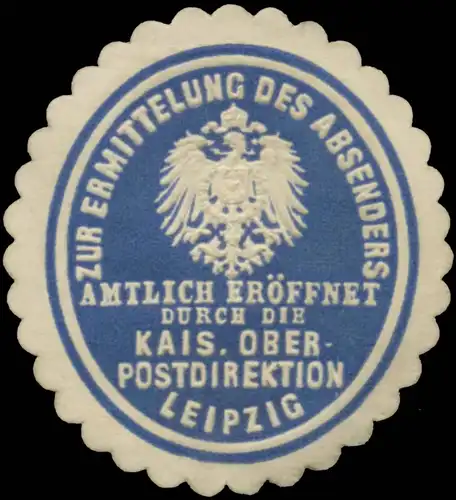 ZUR ERMITTELUNG DES ABSENDERS
AMTLICH ERÖFFNET
DURCH DIE
KAIS. OBER-
POSTDIREKTION
LEIPZIG